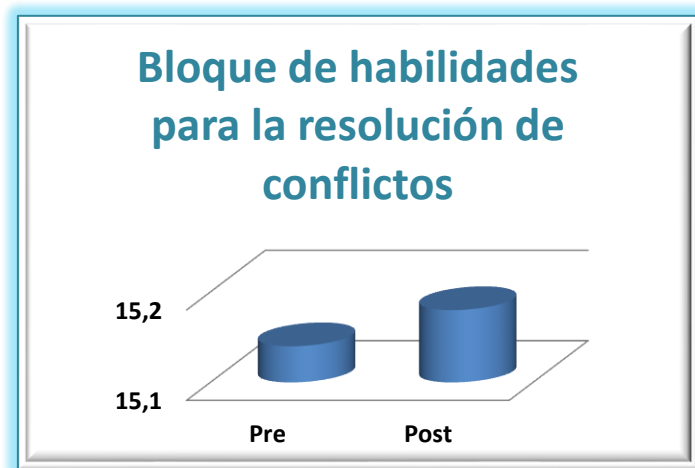 Bloque de habilidades
para la resolución de
conflictos
15,2
15,1
Pre
Post